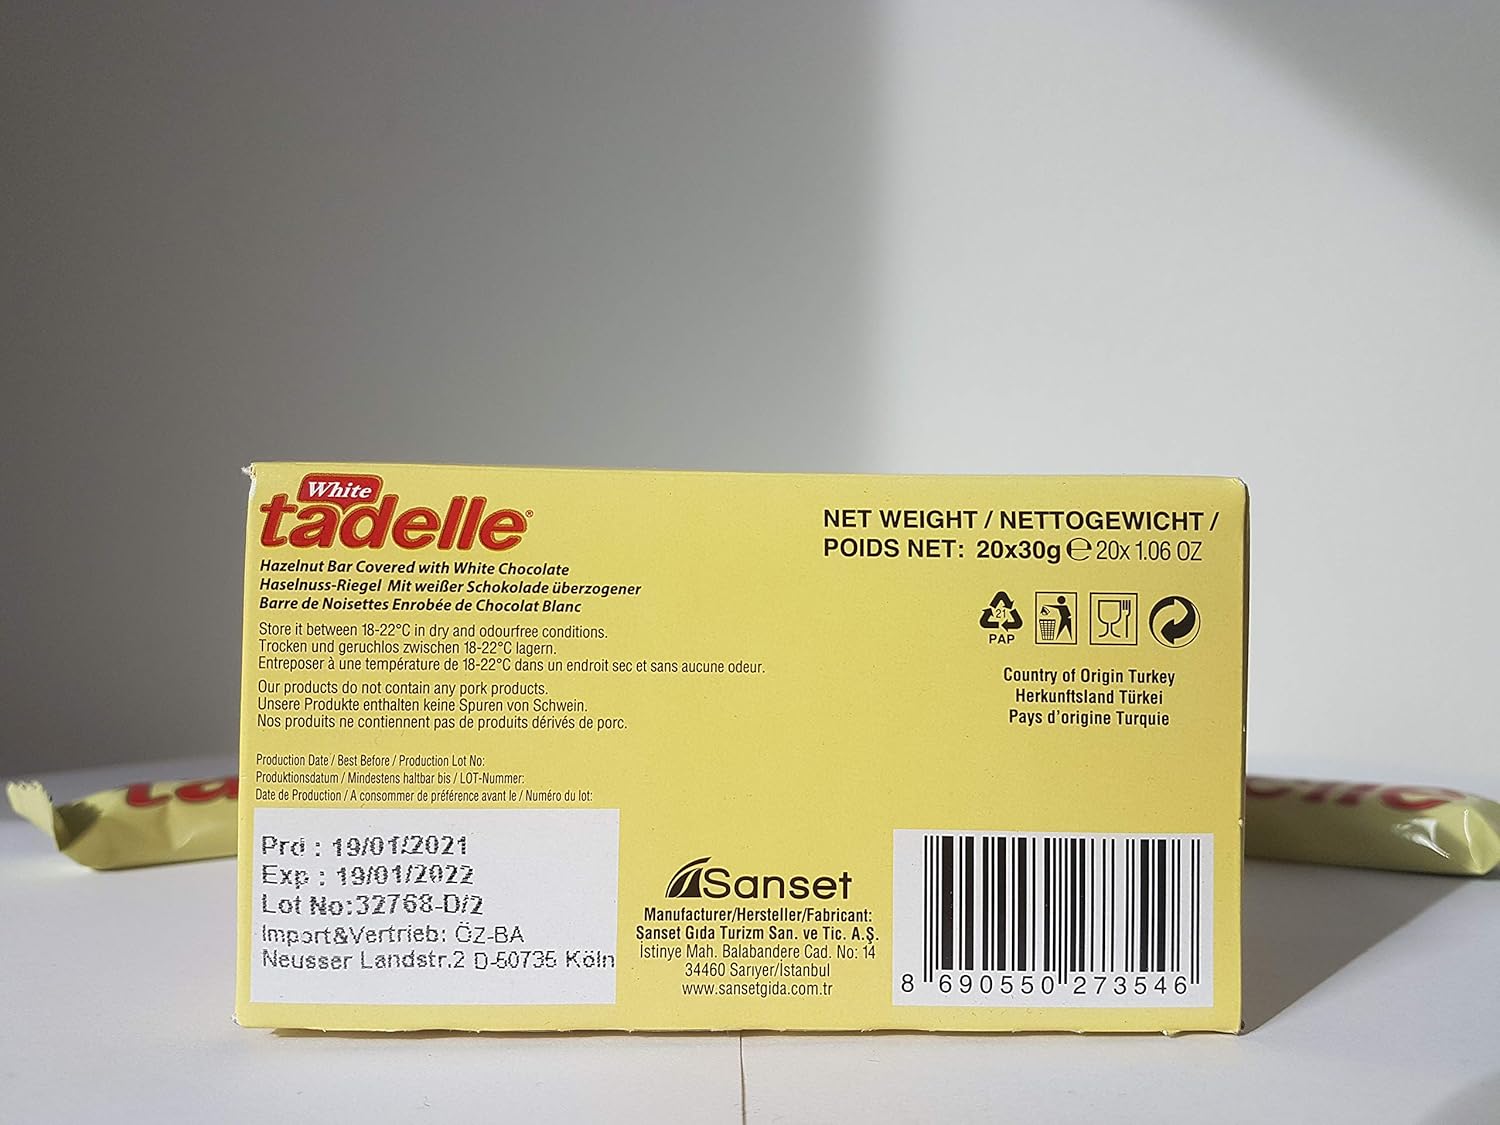 White
tadelle®
Hazelnut Bar Covered with White Chocolate
Haselnuss-Riegel Mit weißer Schokolade überzogener
Barre de Noisettes Enrobée de Chocolat Blanc
Store it between 18-22°C in dry and odourfree conditions.
Trocken und geruchlos zwischen 18-22°C lagern.
Entreposer à une température de 18-22°C dans un endroit sec et sans aucune odeur.
Our products do not contain any pork products.
Unsere Produkte enthalten keine Spuren von Schwein.
Nos produits ne contiennent pas de produits dérivés de porc.
Production Date / Best Before / Production Lot No:
Produktionsdatum / Mindestens haltbar bis / LOT-Nummer:
Date de Production / A consommer de préférence avant le / Numéro du lot:
Prd : 19/01/2021
Exp : 19/01/2022
Lot No:32768-D/2
Import&Vertrieb: ÖZ-BA
Neusser Landstr.2 D-50735 Köln
NET WEIGHT / NETTOGEWICHT /
POIDS NET: 20x30g ℮ 20x 1.06 OZ
21
PAP
Country of Origin Turkey
Herkunftsland Türkei
Pays d'origine Turquie
Sanset
Manufacturer/Hersteller/Fabricant:
Sanset Gıda Turizm San. ve Tic. A.Ş.
İstinye Mah. Balabandere Cad. No: 14
34460 Sarıyer/İstanbul
www.sansetgida.com.tr
8 690550 273546
ta
elle